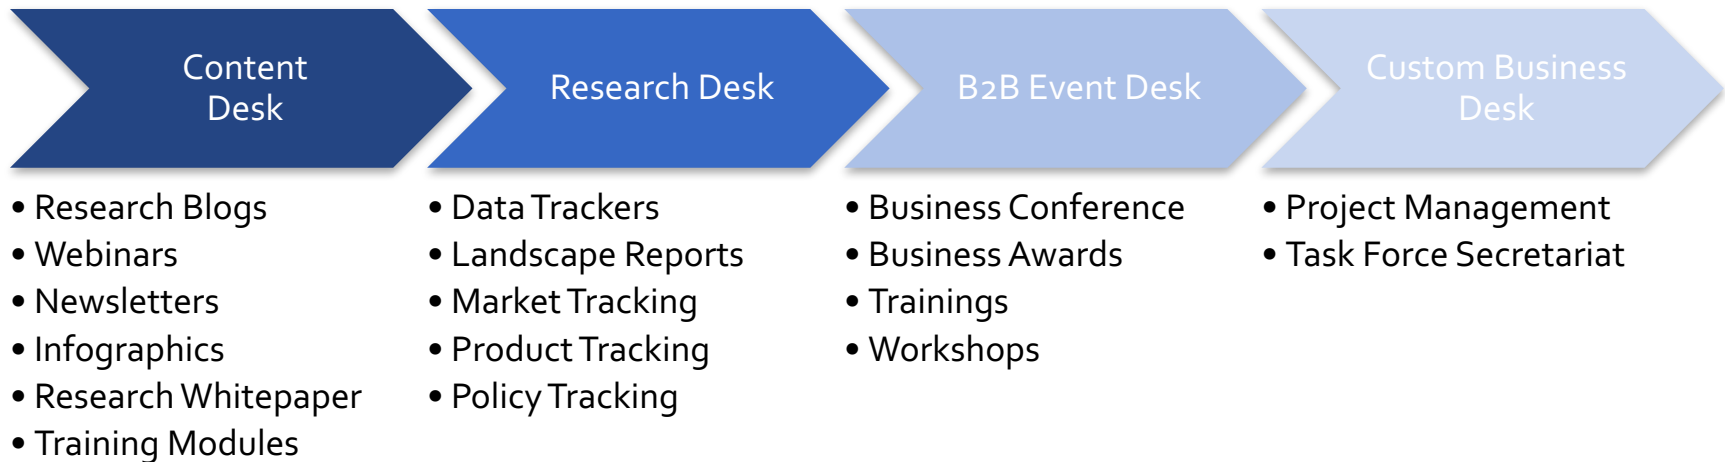 Content
Desk
• Research Blogs
• Webinars
• Newsletters
• Infographics
• Research Whitepaper
• Training Modules
Research Desk
• Data Trackers
• Landscape Reports
• Market Tracking
• Product Tracking
• Policy Tracking
B2B Event Desk
• Business Conference
• Business Awards
• Trainings
• Workshops
Custom Business
Desk
• Project Management
• Task Force Secretariat